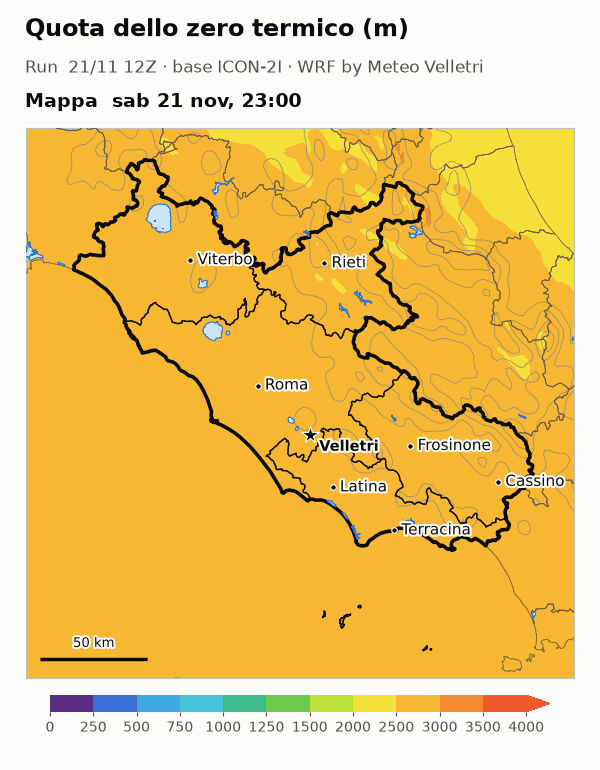 Quota dello zero termico (m)
Run  21/11 12Z · base ICON-2I · WRF by Meteo Velletri
Mappa  sab 21 nov, 23:00
Viterbo
Rieti
Roma
Velletri
Frosinone
Latina
Cassino
Terracina
50 km
0 250 500 750 1000 1250 1500 2000 2500 3000 3500 4000